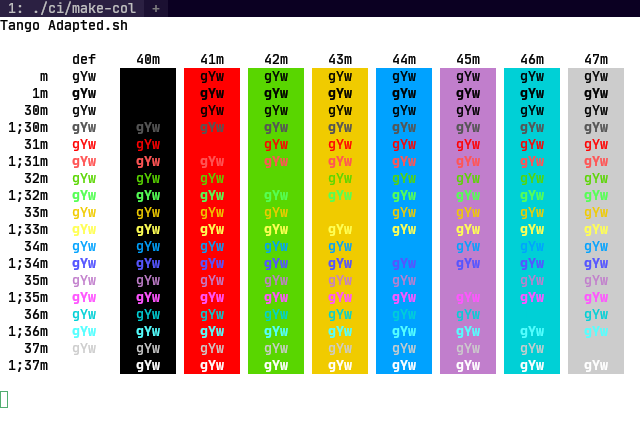 1: ./ci/make-col +
Tango Adapted.sh
def 40m 41m 42m 43m 44m 45m 46m 47m
m gYw gYw gYw gYw gYw gYw gYw gYw
1m gYw gYw gYw gYw gYw gYw gYw gYw
30m gYw gYw gYw gYw gYw gYw gYw gYw
1;30m gYw gYw gYw gYw gYw gYw gYw gYw gYw
31m gYw gYw gYw gYw gYw gYw gYw gYw
1;31m gYw gYw gYw gYw gYw gYw gYw gYw gYw
32m gYw gYw gYw gYw gYw gYw gYw gYw
1;32m gYw gYw gYw gYw gYw gYw gYw gYw gYw
33m gYw gYw gYw gYw gYw gYw gYw gYw
1;33m gYw gYw gYw gYw gYw gYw gYw gYw gYw
34m gYw gYw gYw gYw gYw gYw gYw gYw
1;34m gYw gYw gYw gYw gYw gYw gYw gYw gYw
35m gYw gYw gYw gYw gYw gYw gYw gYw
1;35m gYw gYw gYw gYw gYw gYw gYw gYw gYw
36m gYw gYw gYw gYw gYw gYw gYw gYw
1;36m gYw gYw gYw gYw gYw gYw gYw gYw gYw
37m gYw gYw gYw gYw gYw gYw gYw gYw
1;37m gYw gYw gYw gYw gYw gYw gYw gYw